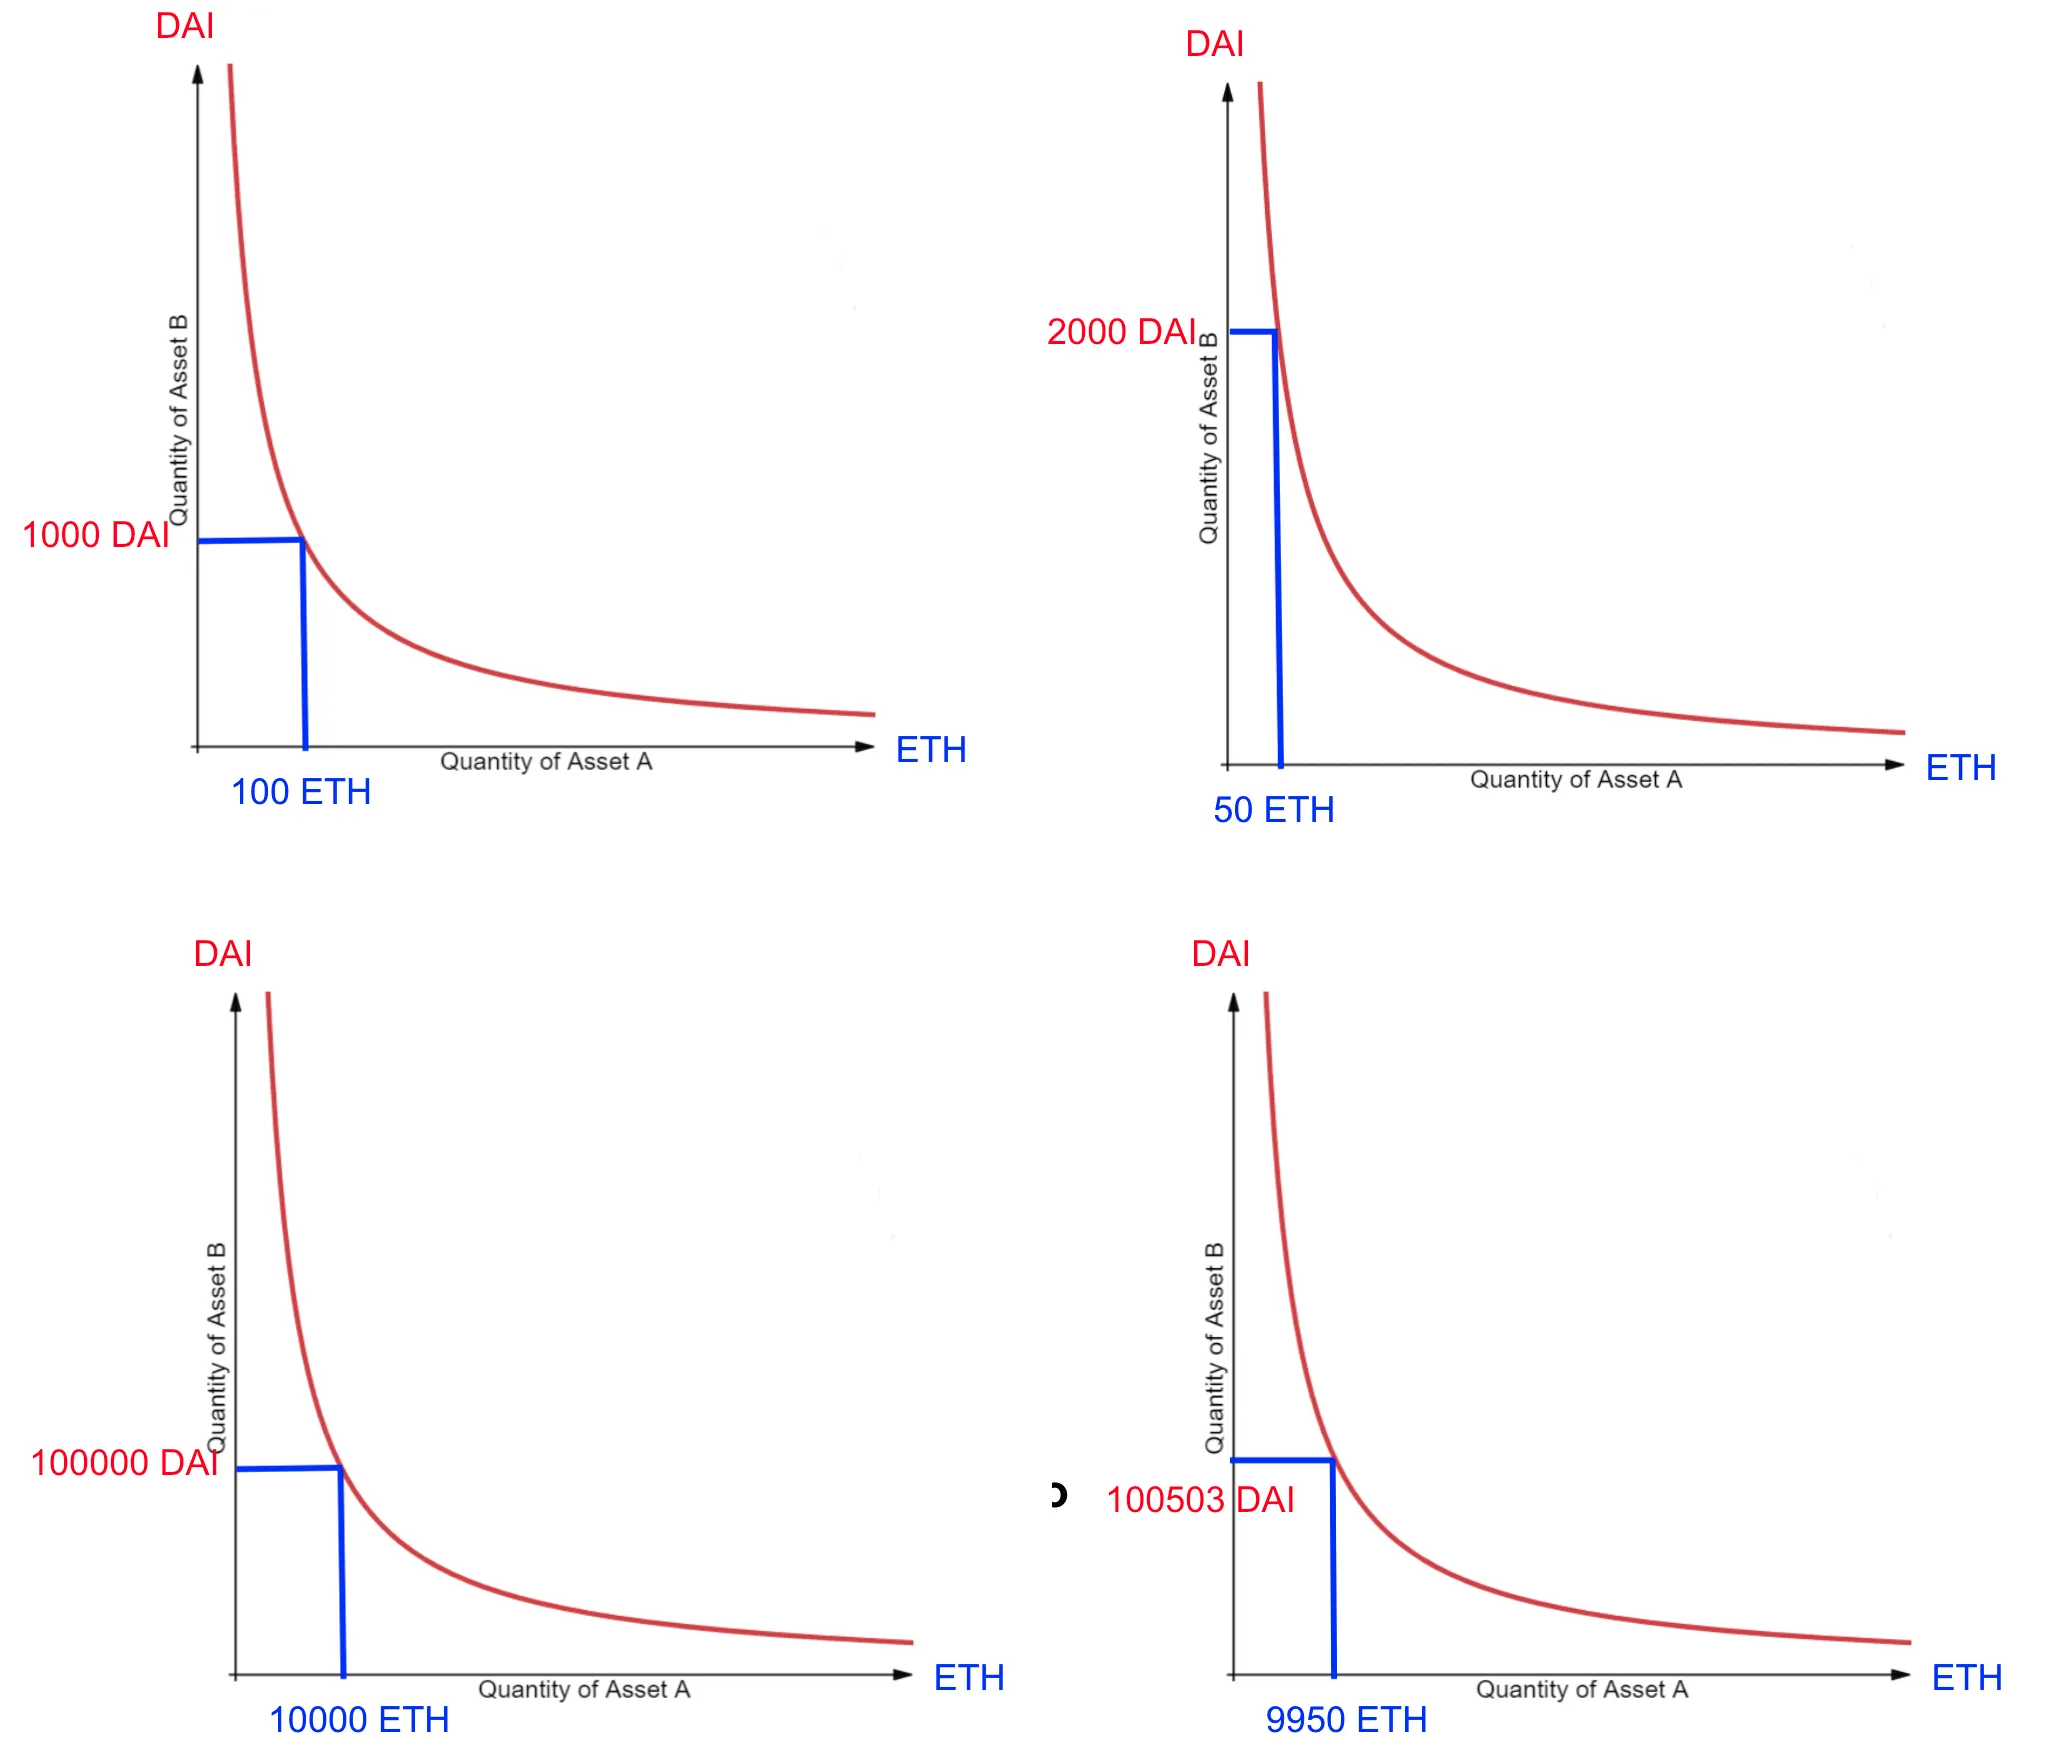 DAI
Quantity of Asset B
1000 DAI
Quantity of Asset A
ETH
100 ETH
DAI
2000 DAI
Quantity of Asset B
Quantity of Asset A
ETH
50 ETH
DAI
Quantity of Asset B
100000 DAI
Quantity of Asset A
ETH
10000 ETH
DAI
Quantity of Asset B
100503 DAI
Quantity of Asset A
ETH
9950 ETH